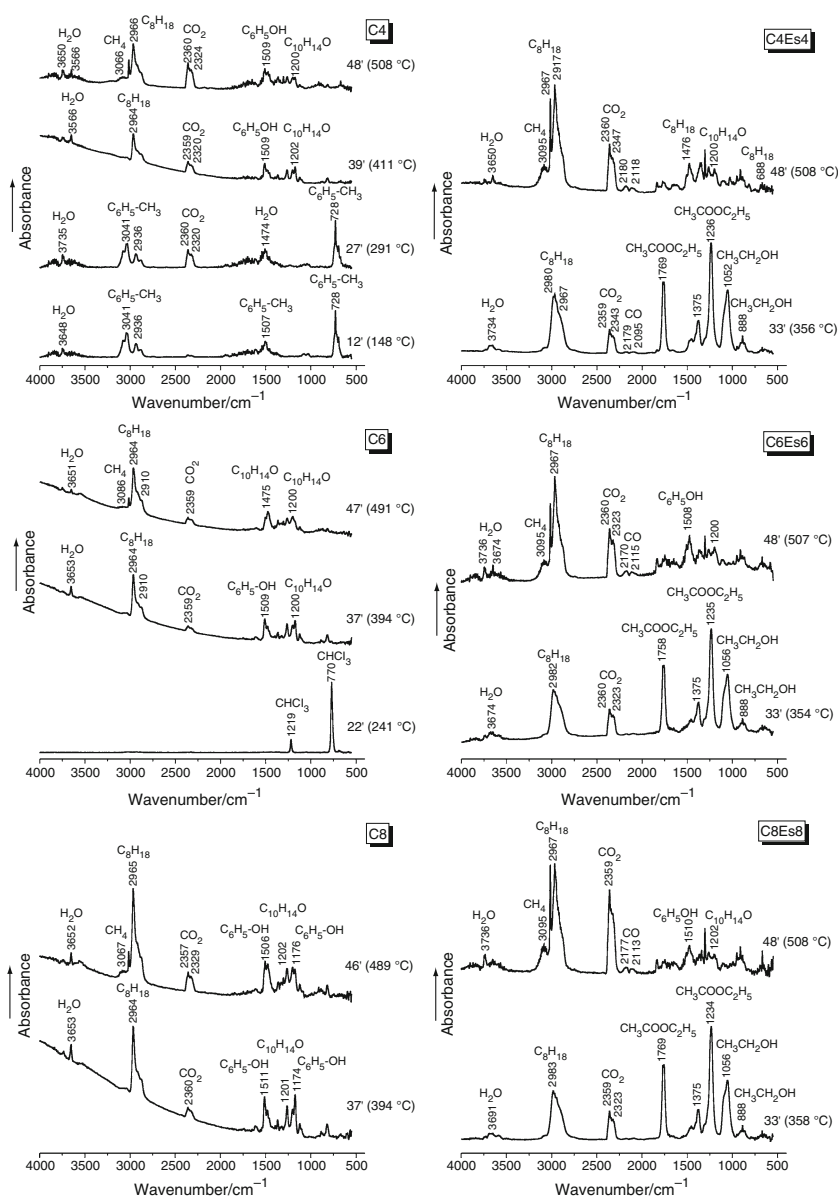 C4
Absorbance
H2O
3650
3566
CH4
3066
2966
C8H18
CO2
2360
2324
C6H5OH
1509
C10H14O
1200
48' (508 °C)
H2O
3566
C8H18
2964
CO2
2359
2320
C6H5OH
1509
C10H14O
1202
39' (411 °C)
H2O
3735
C6H5-CH3
3041
2936
CO2
2360
2320
H2O
1474
C6H5-CH3
728
27' (291 °C)
H2O
3648
C6H5-CH3
3041
2936
C6H5-CH3
1507
C6H5-CH3
728
12' (148 °C)
4000 3500 3000 2500 2000 1500 1000 500
Wavenumber/cm–1
C4Es4
Absorbance
H2O
3650
CH4
3095
C8H18
2967
2917
CO2
2360
2347
2180
2118
C8H18
1476
C10H14O
1200
C8H18
688
48' (508 °C)
H2O
3734
C8H18
2980
2967
CO2
2359
2343
CO
2179
2095
CH3COOC2H5
1769
1375
CH3COOC2H5
1236
CH3CH2OH
1052
CH3CH2OH
888
33' (356 °C)
4000 3500 3000 2500 2000 1500 1000 500
Wavenumber/cm–1
C6
Absorbance
H2O
3651
CH4
3086
C8H18
2964
2910
CO2
2359
C10H14O
1475
C10H14O
1200
47' (491 °C)
H2O
3653
C8H18
2964
2910
CO2
2359
C6H5-OH
1509
C10H14O
1200
37' (394 °C)
CHCl3
1219
CHCl3
770
22' (241 °C)
4000 3500 3000 2500 2000 1500 1000 500
Wavenumber/cm–1
C6Es6
Absorbance
H2O
3736
3674
CH4
3095
C8H18
2967
CO2
2360
2323
CO
2170
2115
C6H5OH
1508
1200
48' (507 °C)
H2O
3674
C8H18
2982
CO2
2360
2323
CH3COOC2H5
1758
1375
CH3COOC2H5
1235
CH3CH2OH
1056
CH3CH2OH
888
33' (354 °C)
4000 3500 3000 2500 2000 1500 1000 500
Wavenumber/cm–1
C8
Absorbance
H2O
3652
CH4
3067
C8H18
2965
CO2
2357
2329
C6H5-OH
1506
C10H14O
1202
C6H5-OH
1176
46' (489 °C)
H2O
3653
C8H18
2964
CO2
2360
C6H5-OH
1511
C10H14O
1201
C6H5-OH
1174
37' (394 °C)
4000 3500 3000 2500 2000 1500 1000 500
Wavenumber/cm–1
C8Es8
Absorbance
H2O
3736
CH4
3095
C8H18
2967
CO2
2359
CO
2177
2113
C6H5OH
1510
C10H14O
1202
48' (508 °C)
H2O
3691
C8H18
2983
CO2
2359
2323
CH3COOC2H5
1769
1375
CH3COOC2H5
1234
CH3CH2OH
1056
CH3CH2OH
888
33' (358 °C)
4000 3500 3000 2500 2000 1500 1000 500
Wavenumber/cm–1